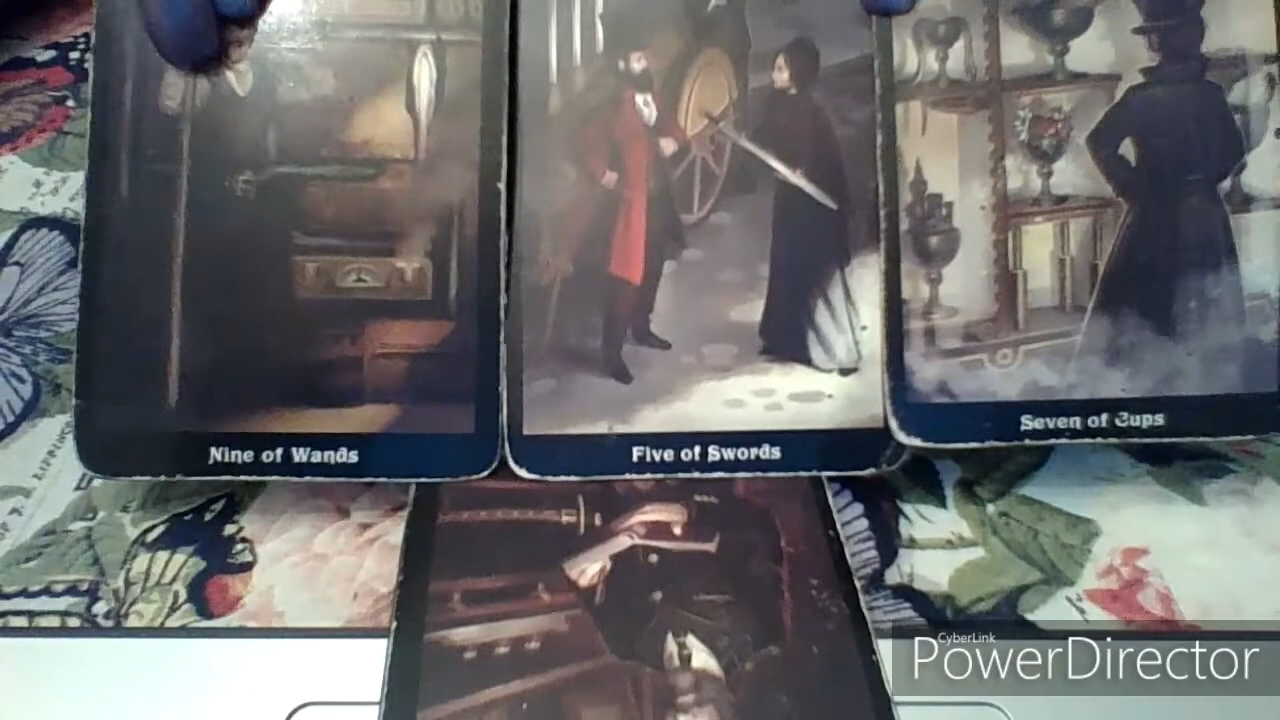 Nine of Wands
Five of Swords
Seven of Cups
CyberLink
PowerDirector